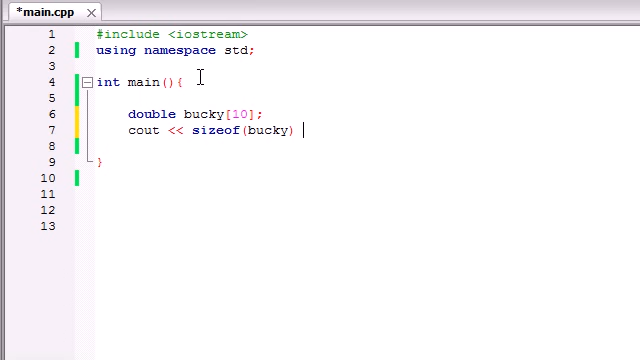 *main.cpp
1 #include <iostream>
2 using namespace std;
3
4 int main(){
5
6 double bucky[10];
7 cout << sizeof(bucky)
8
9 }
10
11
12
13